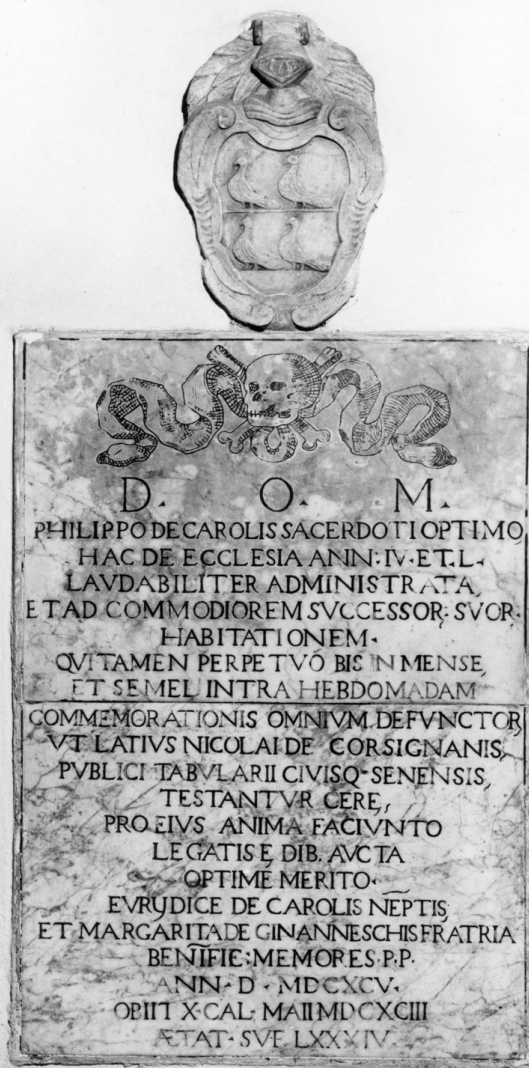 D. O. M.
PHILIPPO DE CAROLIS SACERDOTI OPTIMO
HAC DE ECCLESIA ANN: IV. ET. L.
LAVDABILITER ADMINISTRATA,
ET AD COMMODIOREM SVCCESSOR: SVOR:
HABITATIONEM.
QVI TAMEN PERPETVÓ BIS IN MENSE,
ET SEMEL INTRA HEBDOMADAM
COMMEMORATIONIS OMNIVM DEFVNCTOR,
VT LATIVS NICOLAI DE CORSIGNANIS,
PVBLICI TABVLARII CIVISQ. SENENSIS,
TESTANTVR CERE,
PRO EIVS ANIMA FACIVNTO
LEGATIS ĘDIB. AVCTA
OPTIME MERITO.
EVRYDICE DE CAROLIS NEPTIS,
ET MARGARITA DE GINANNESCHIS FRATRIA
BENIFIE: MEMORES P.P.
ANN. D. MDCXCV.
OBIIT X. CAL. MAII MDCXCIII
ÆTAT. SVE LXXXIV.